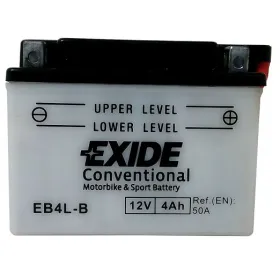 UPPER LEVEL
LOWER LEVEL
EXIDE
Conventional
Motorbike & Sport Battery
EB4L-B 12V 4Ah Ref.(EN):
50A